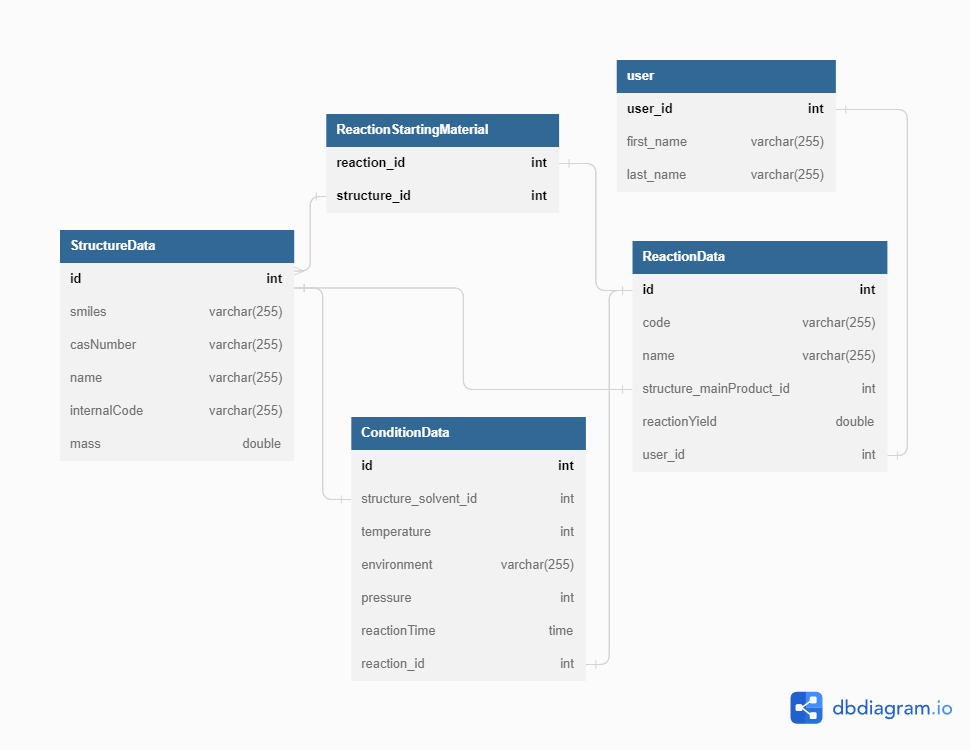 user
user_id int
first_name varchar(255)
last_name varchar(255)
ReactionStartingMaterial
reaction_id int
structure_id int
StructureData
id int
smiles varchar(255)
casNumber varchar(255)
name varchar(255)
internalCode varchar(255)
mass double
ReactionData
id int
code varchar(255)
name varchar(255)
structure_mainProduct_id int
reactionYield double
user_id int
ConditionData
id int
structure_solvent_id int
temperature int
environment varchar(255)
pressure int
reactionTime time
reaction_id int
dbdiagram.io